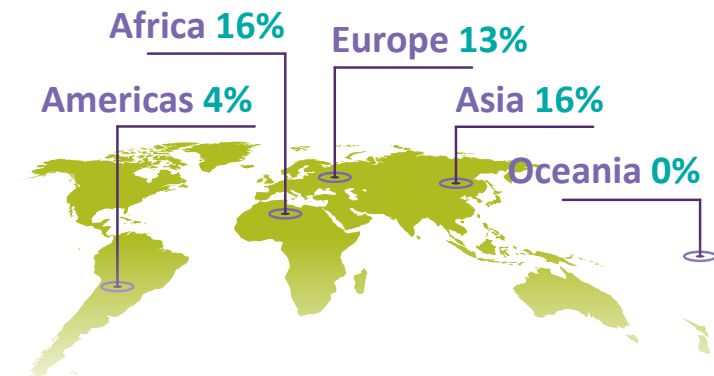 Africa 16%
Europe 13%
Americas 4%
Asia 16%
Oceania 0%